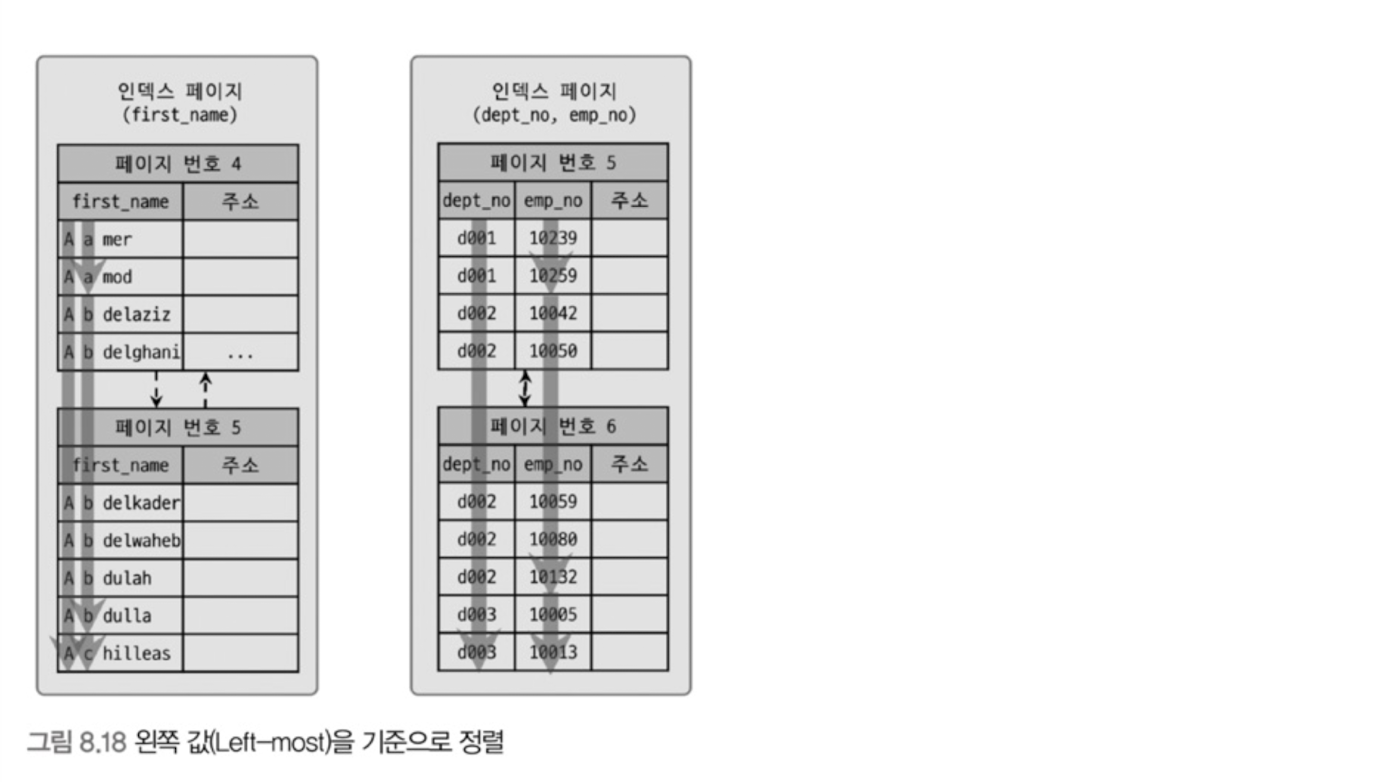 인덱스 페이지
(first_name)
페이지 번호 4
first_name 주소
A a mer
A a mod
A b delaziz
A b delghani ...
페이지 번호 5
first_name 주소
A b delkader
A b delwaheb
A b dulah
A b dulla
A c hilleas
인덱스 페이지
(dept_no, emp_no)
페이지 번호 5
dept_no emp_no 주소
d001 10239
d001 10259
d002 10042
d002 10050
페이지 번호 6
dept_no emp_no 주소
d002 10059
d002 10080
d002 10132
d003 10005
d003 10013
그림 8.18 왼쪽 값(Left-most)을 기준으로 정렬